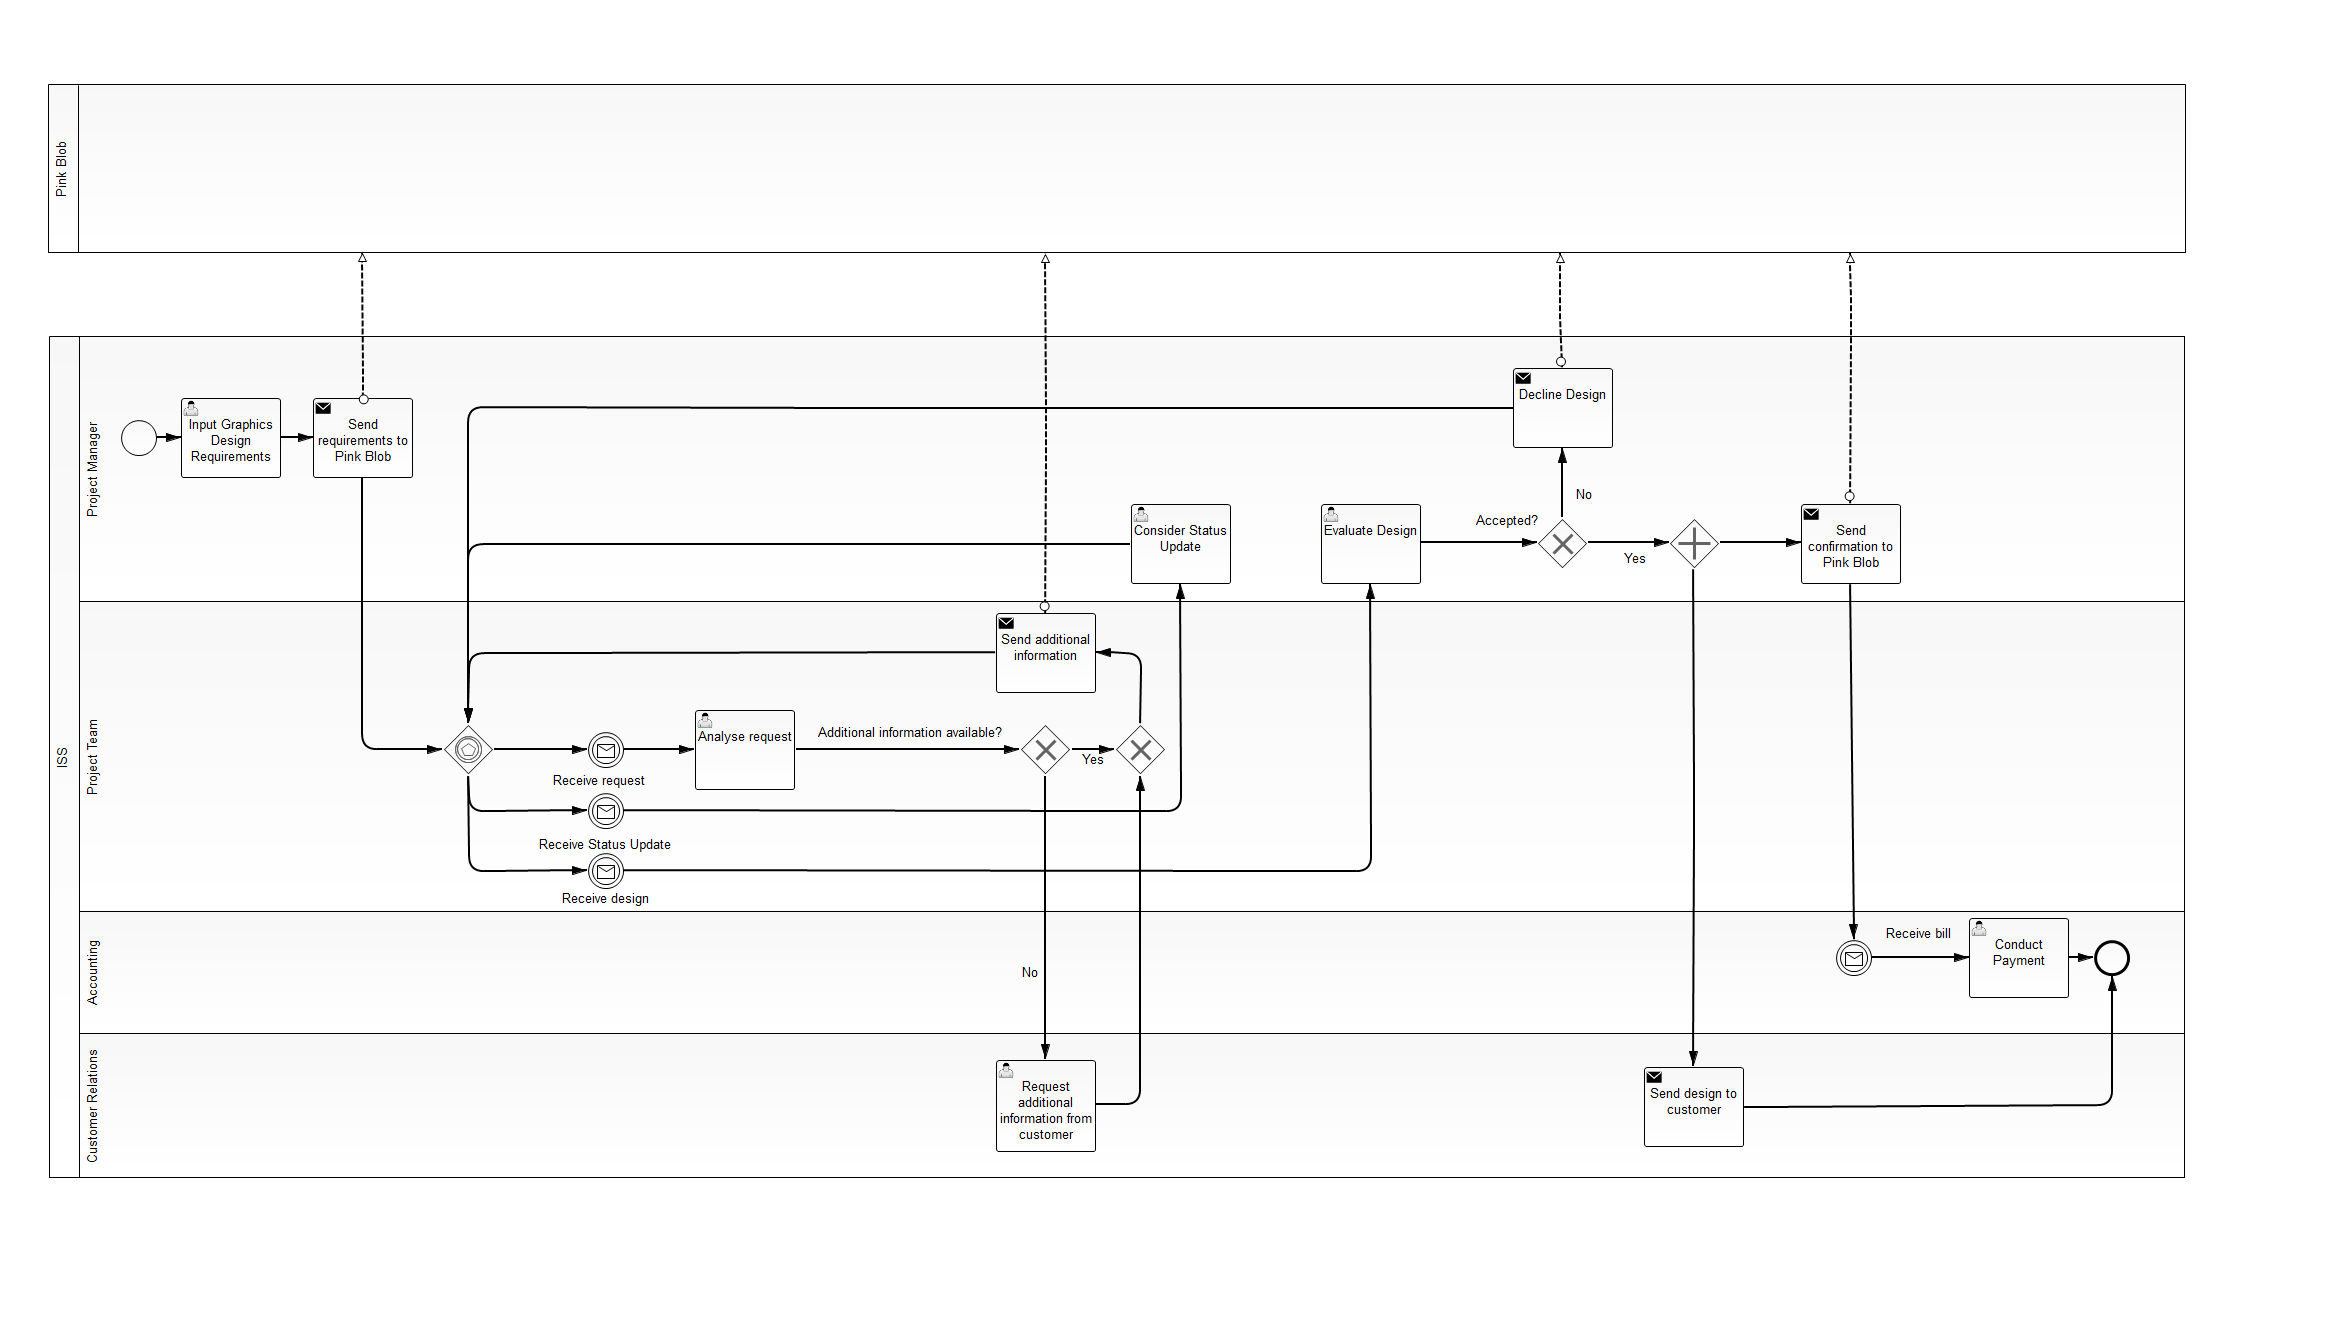 Pink Blob
ISS
Project Manager
Input Graphics
Design
Requirements
Send
requirements to
Pink Blob
Decline Design
No
Consider Status
Update
Evaluate Design
Accepted?
Yes
Send
confirmation to
Pink Blob
Project Team
Send additional
information
Receive request
Analyse request
Additional information available?
Yes
Receive Status Update
Receive design
Accounting
No
Receive bill
Conduct
Payment
Customer Relations
Request
additional
information from
customer
Send design to
customer